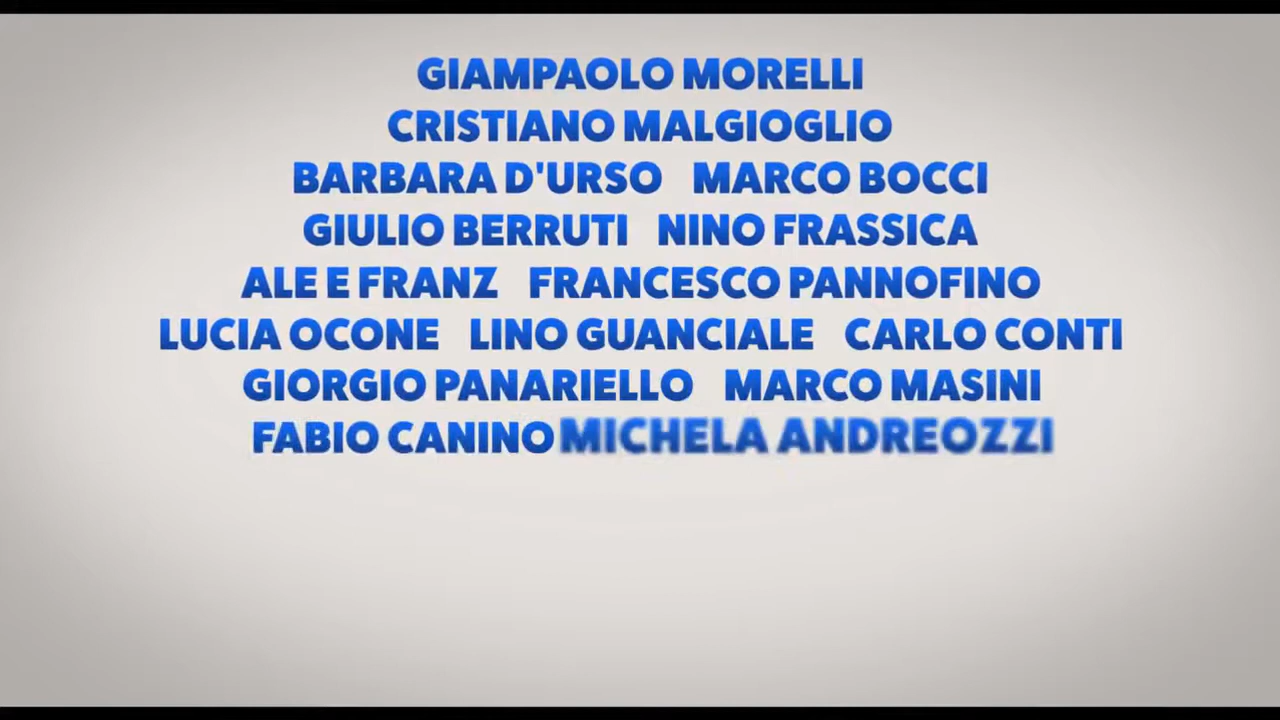 GIAMPAOLO MORELLI
CRISTIANO MALGIOGLIO
BARBARA D'URSO MARCO BOCCI
GIULIO BERRUTI NINO FRASSICA
ALE E FRANZ FRANCESCO PANNOFINO
LUCIA OCONE LINO GUANCIALE CARLO CONTI
GIORGIO PANARIELLO MARCO MASINI
FABIO CANINO MICHELA ANDREOZZI